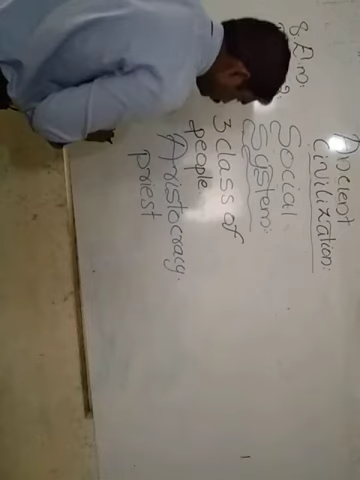 Ancient
Civilization:
Social
System:
3 class of
people
Aristocracy.
priest